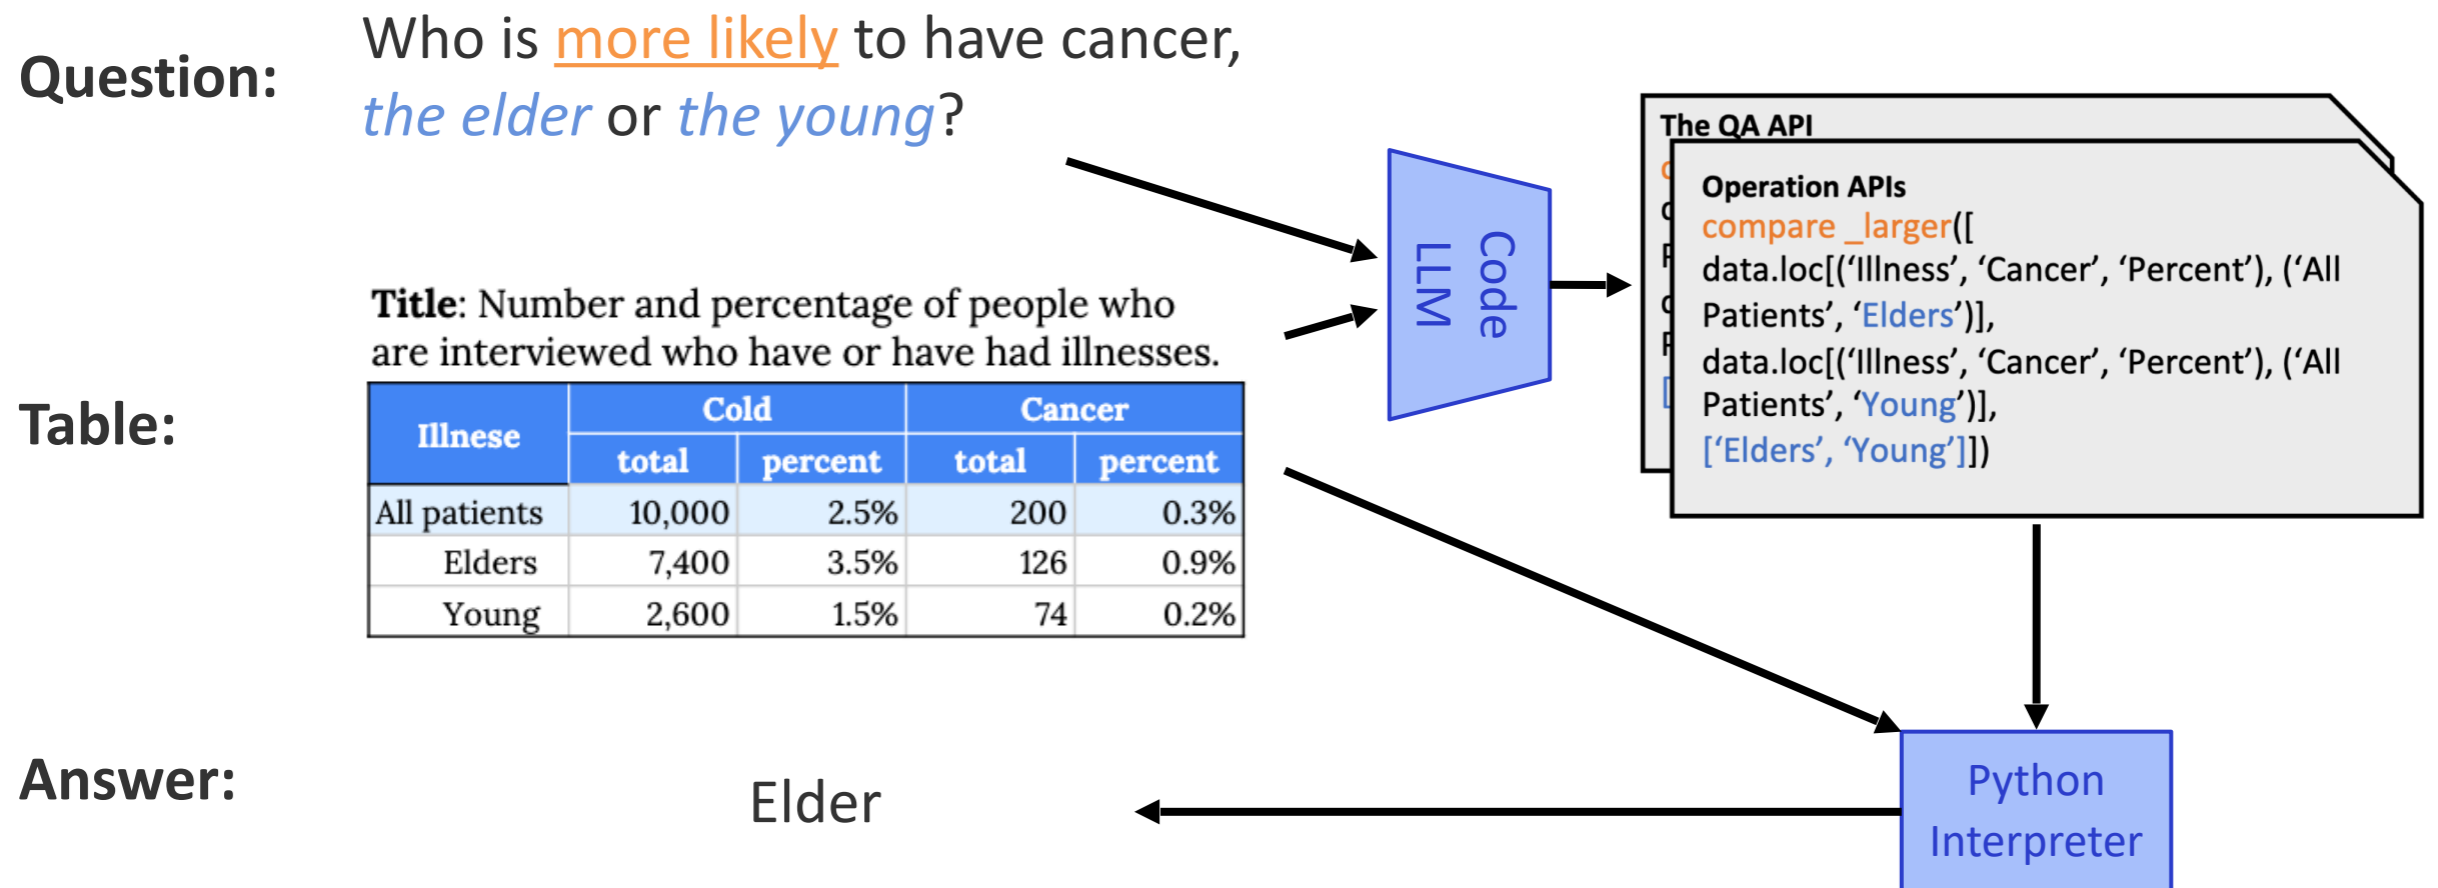 Question:
Who is more likely to have cancer,
the elder or the young?
Table:
Title: Number and percentage of people who
are interviewed who have or have had illnesses.
Illnese Cold Cancer
total percent total percent
All patients 10,000 2.5% 200 0.3%
Elders 7,400 3.5% 126 0.9%
Young 2,600 1.5% 74 0.2%
Code
LLM
The QA API
Operation APIs
compare _larger([
data.loc[(‘Illness’, ‘Cancer’, ‘Percent’), (‘All
Patients’, ‘Elders’)],
data.loc[(‘Illness’, ‘Cancer’, ‘Percent’), (‘All
Patients’, ‘Young’)],
[‘Elders’, ‘Young’]])
Python
Interpreter
Answer:
Elder